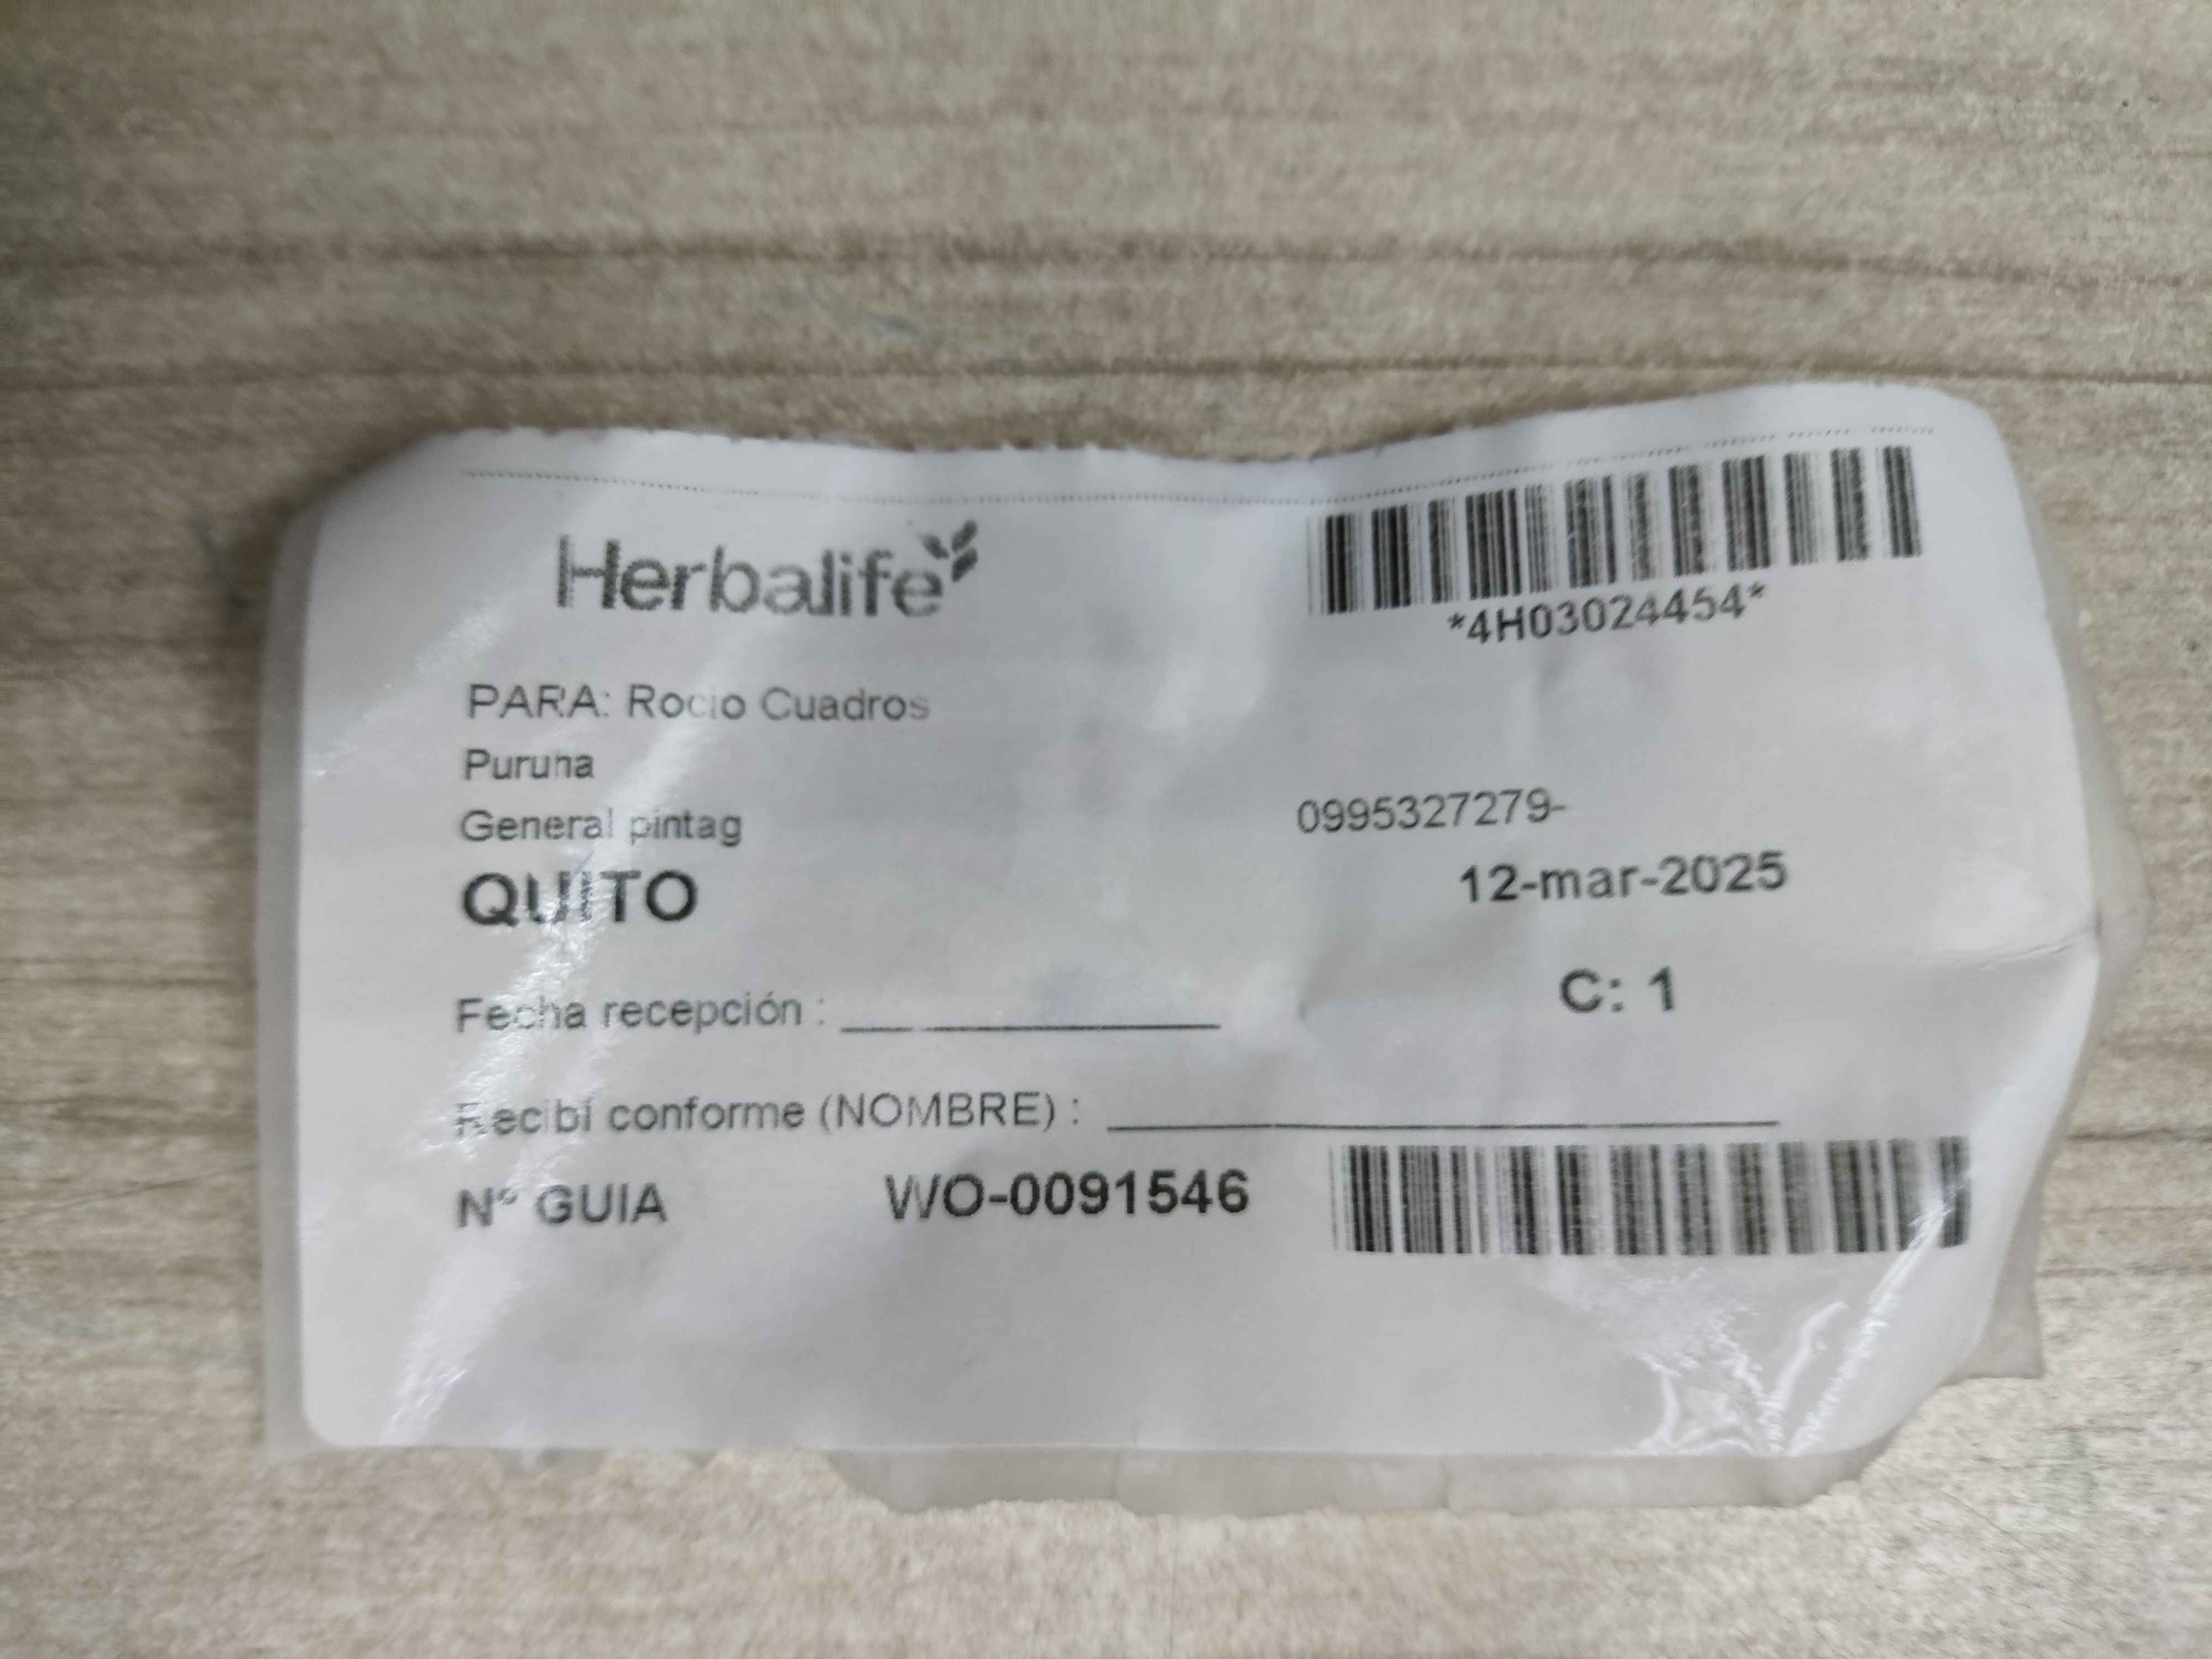 Herbalife
*4H03024454*
PARA: Rocio Cuadros
Puruha
General pintag
0995327279-
QUITO
12-mar-2025
Fecha recepción :
C: 1
Recibí conforme (NOMBRE) :
N° GUIA WO-0091546